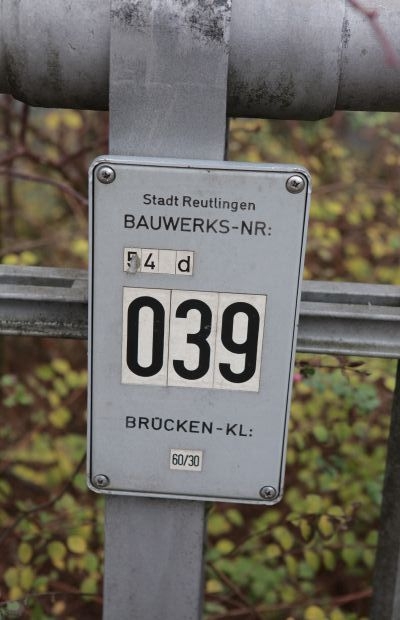 Stadt Reutlingen
BAUWERKS-NR:
54 d
039
BRÜCKEN-KL:
60/30